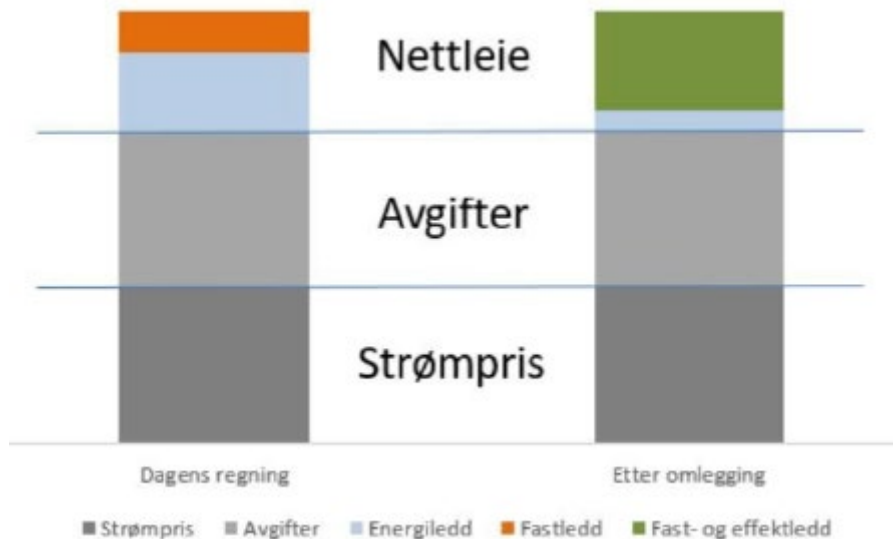 Nettleie
Avgifter
Strømpris
Dagens regning
Etter omlegging
Strømpris
Avgifter
Energiledd
Fastledd
Fast- og effektledd